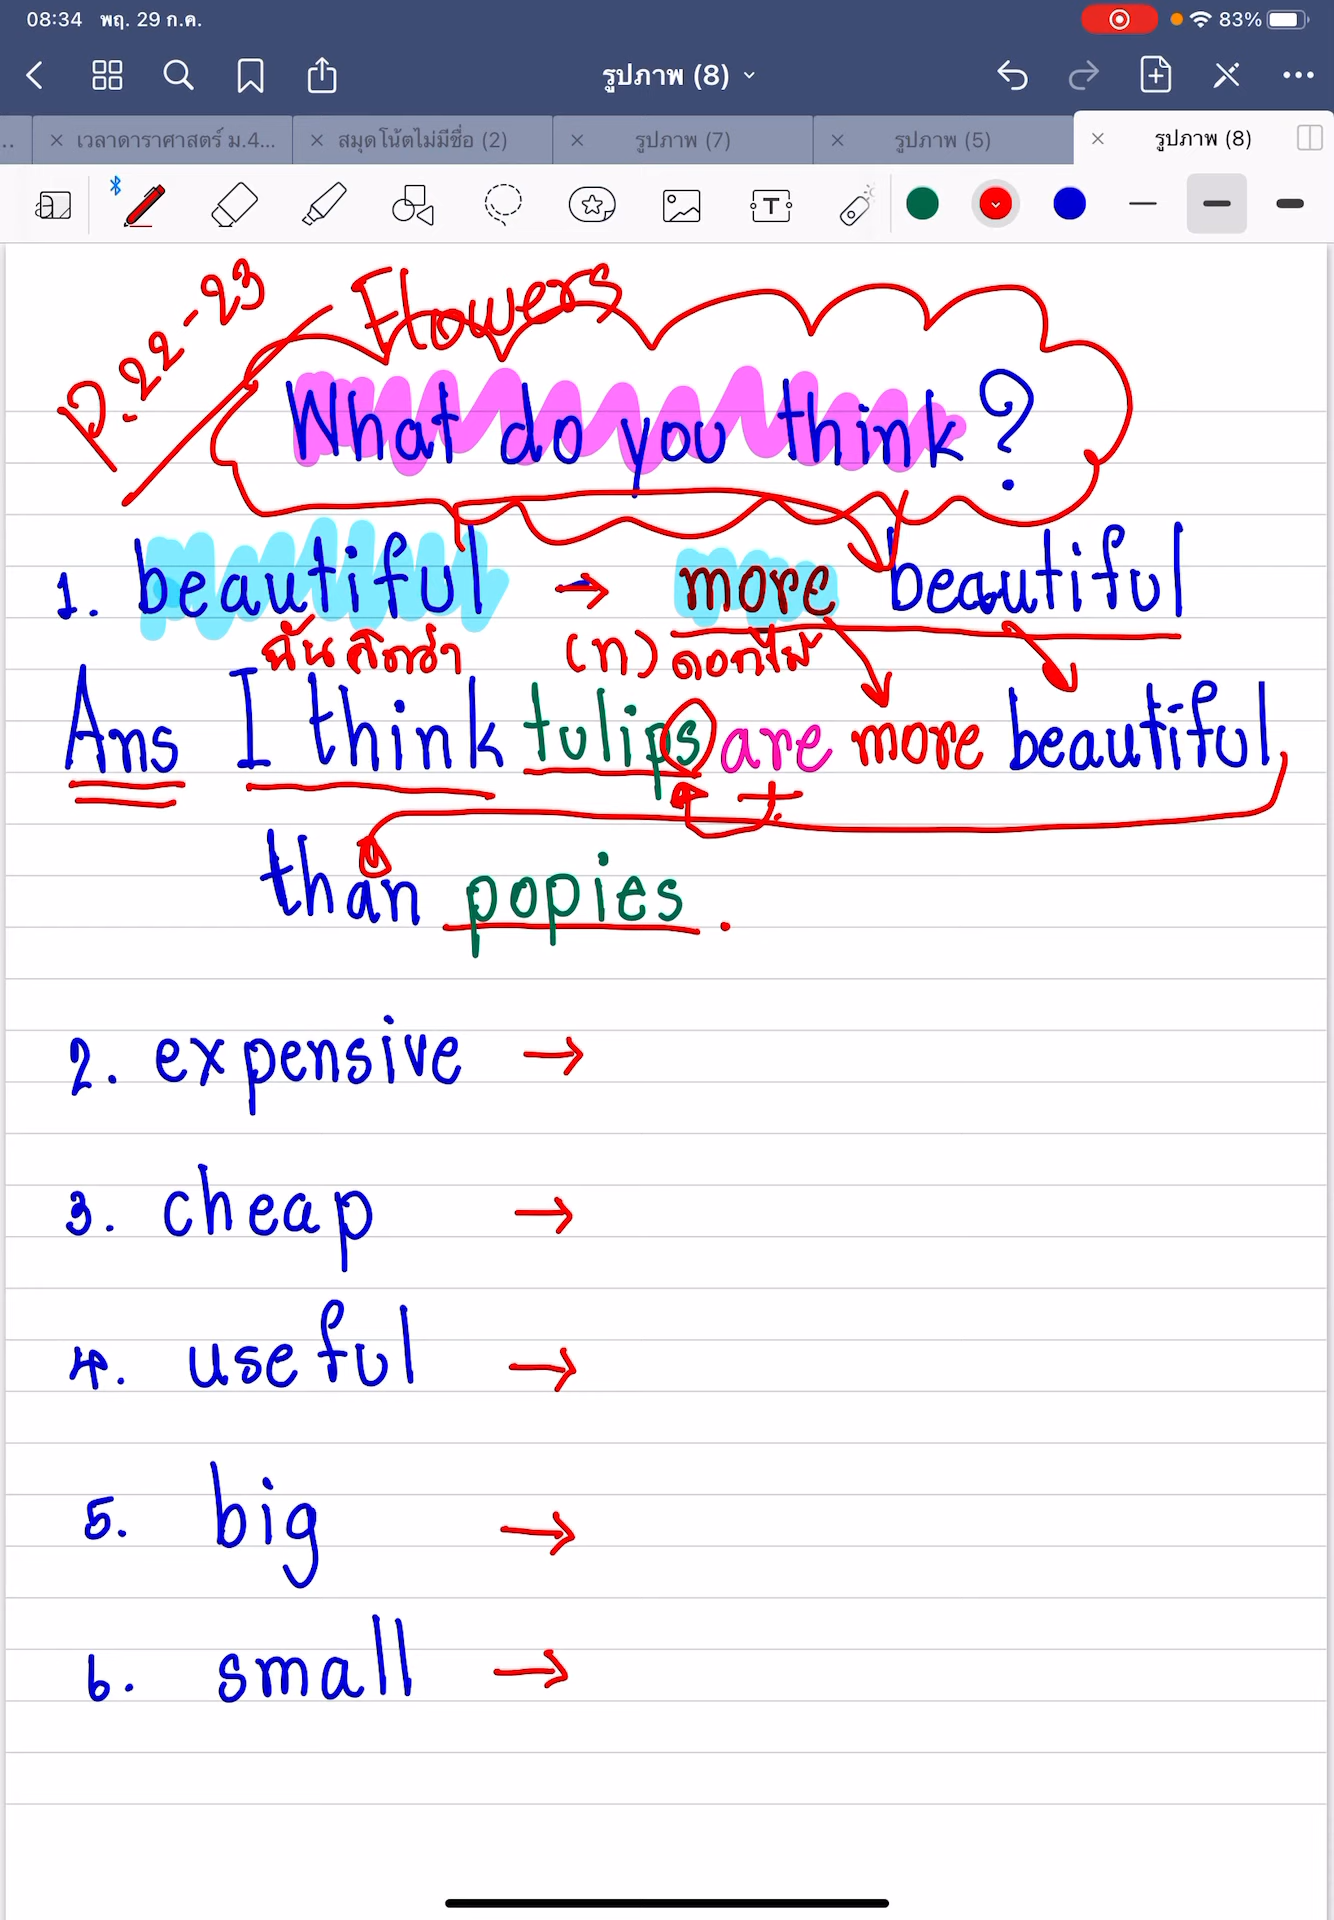 08:34 พฤ. 29 ก.ค. 83%
รูปภาพ (8)
เวลาดาราศาสตร์ ม.4... สมุดโน้ตไม่มีชื่อ (2) รูปภาพ (7) รูปภาพ (5) รูปภาพ (8)
P.22-23 Flowers
What do you think?
1. beautiful → more beautiful
ฉันคิดว่า (n) ดอกไม้
Ans I think tulips are more beautiful
than popies.
2. expensive →
3. cheap →
4. useful →
5. big →
6. small →